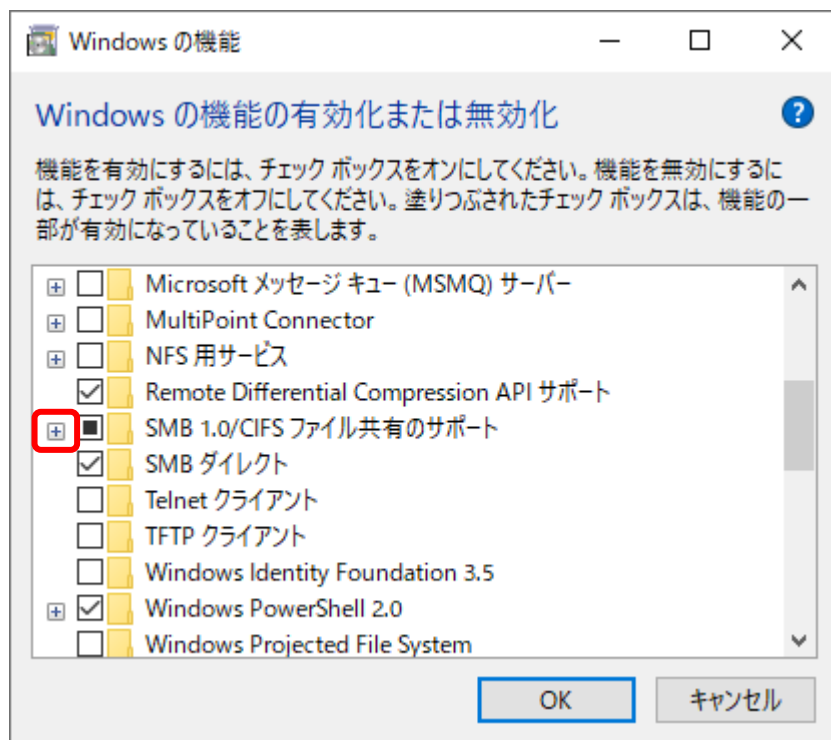 Windows の機能
Windows の機能の有効化または無効化
機能を有効にするには、チェック ボックスをオンにしてください。機能を無効にするに
は、チェック ボックスをオフにしてください。塗りつぶされたチェック ボックスは、機能の一
部が有効になっていることを表します。
Microsoft メッセージ キュー (MSMQ) サーバー
MultiPoint Connector
NFS 用サービス
Remote Differential Compression API サポート
SMB 1.0/CIFS ファイル共有のサポート
SMB ダイレクト
Telnet クライアント
TFTP クライアント
Windows Identity Foundation 3.5
Windows PowerShell 2.0
Windows Projected File System
OK キャンセル